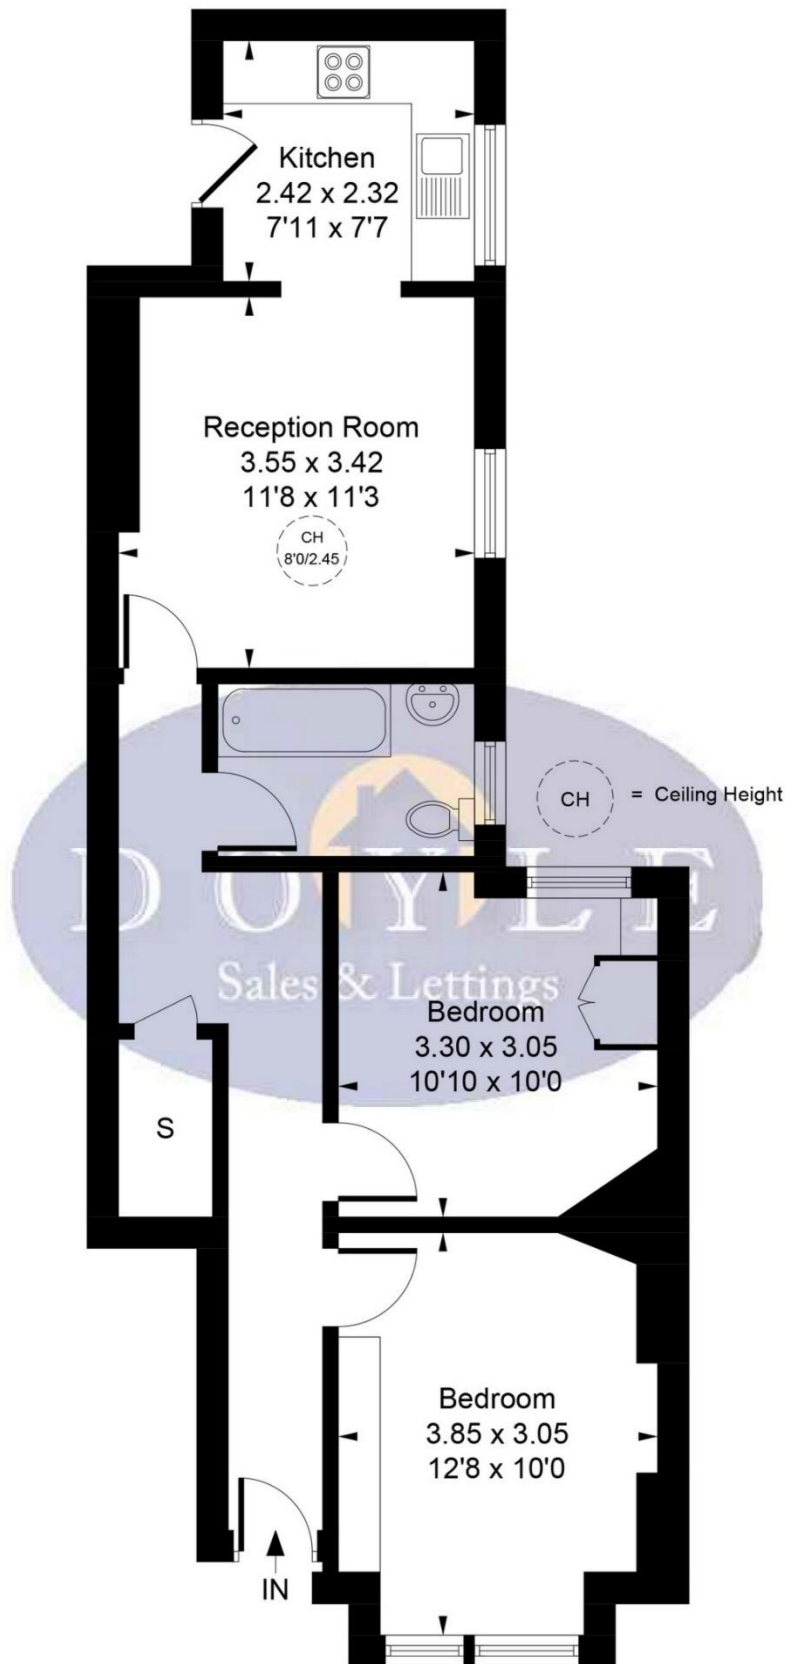 Kitchen
2.42 x 2.32
7'11 x 7'7
Reception Room
3.55 x 3.42
11'8 x 11'3
CH
8'0/2.45
CH = Ceiling Height
DOYLE
Sales & Lettings
Bedroom
3.30 x 3.05
10'10 x 10'0
S
Bedroom
3.85 x 3.05
12'8 x 10'0
IN